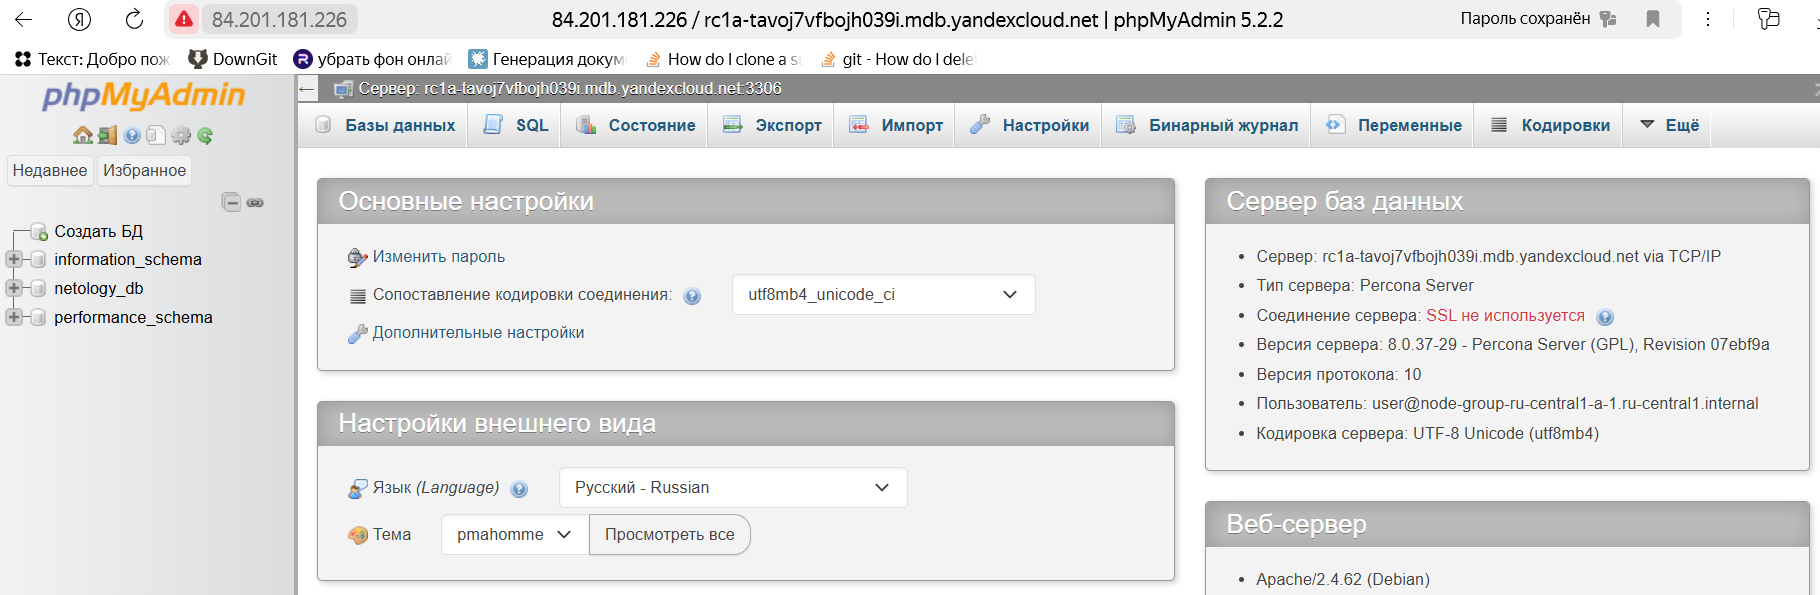 84.201.181.226
84.201.181.226 / rc1a-tavoj7vfbojh039i.mdb.yandexcloud.net | phpMyAdmin 5.2.2
Пароль сохранён
Текст: Добро пож
DownGit
убрать фон онлай
Генерация докум
How do I clone a s
git - How do I dele
phpMyAdmin
Недавнее
Избранное
Создать БД
information_schema
netology_db
performance_schema
Сервер: rc1a-tavoj7vfbojh039i.mdb.yandexcloud.net:3306
Базы данных
SQL
Состояние
Экспорт
Импорт
Настройки
Бинарный журнал
Переменные
Кодировки
Ещё
Основные настройки
Изменить пароль
Сопоставление кодировки соединения:
utf8mb4_unicode_ci
Дополнительные настройки
Настройки внешнего вида
Язык (Language)
Русский - Russian
Тема
pmahomme
Просмотреть все
Сервер баз данных
Сервер: rc1a-tavoj7vfbojh039i.mdb.yandexcloud.net via TCP/IP
Тип сервера: Percona Server
Соединение сервера: SSL не используется
Версия сервера: 8.0.37-29 - Percona Server (GPL), Revision 07ebf9a
Версия протокола: 10
Пользователь: user@node-group-ru-central1-a-1.ru-central1.internal
Кодировка сервера: UTF-8 Unicode (utf8mb4)
Веб-сервер
Apache/2.4.62 (Debian)